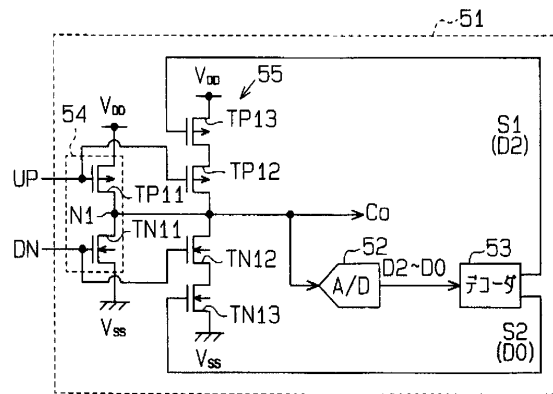 51
55
VDD
54
VDD
TP13
S1
(D2)
UP
TP12
TP11
N1
Co
TN11
52
DN
D2~D0
53
TN12
A/D
デコーダ
TN13
S2
(D0)
VSS
VSS